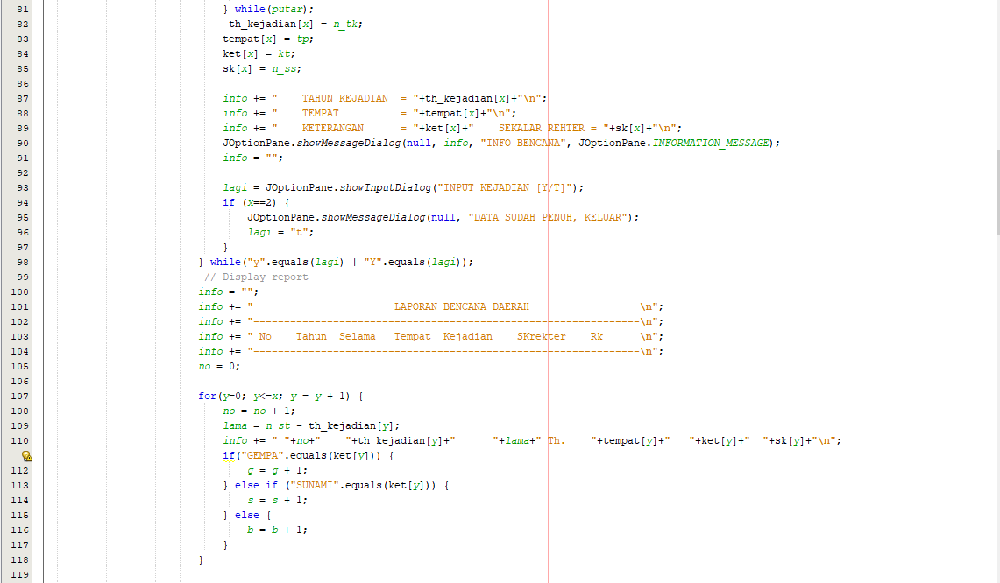 81 } while(putar);
82 th_kejadian[x] = n_tk;
83 tempat[x] = tp;
84 ket[x] = kt;
85 sk[x] = n_ss;
86
87 info += "    TAHUN KEJADIAN  = "+th_kejadian[x]+"\n";
88 info += "    TEMPAT          = "+tempat[x]+"\n";
89 info += "    KETERANGAN      = "+ket[x]+"    SEKALAR REHTER = "+sk[x]+"\n";
90 JOptionPane.showMessageDialog(null, info, "INFO BENCANA", JOptionPane.INFORMATION_MESSAGE);
91 info = "";
92
93 lagi = JOptionPane.showInputDialog("INPUT KEJADIAN [Y/T]");
94 if (x==2) {
95 JOptionPane.showMessageDialog(null, "DATA SUDAH PENUH, KELUAR");
96 lagi = "t";
97 }
98 } while("y".equals(lagi) | "Y".equals(lagi));
99 // Display report
100 info = "";
101 info += "                       LAPORAN BENCANA DAERAH                  \n";
102 info += "---------------------------------------------------------------\n";
103 info += " No    Tahun  Selama   Tempat  Kejadian    SKrekter    Rk      \n";
104 info += "---------------------------------------------------------------\n";
105 no = 0;
106
107 for(y=0; y<=x; y = y + 1) {
108 no = no + 1;
109 lama = n_st - th_kejadian[y];
110 info += " "+no+"    "+th_kejadian[y]+"      "+lama+" Th.    "+tempat[y]+"   "+ket[y]+"  "+sk[y]+"\n";
if("GEMPA".equals(ket[y])) {
112 g = g + 1;
113 } else if ("SUNAMI".equals(ket[y])) {
114 s = s + 1;
115 } else {
116 b = b + 1;
117 }
118 }
119